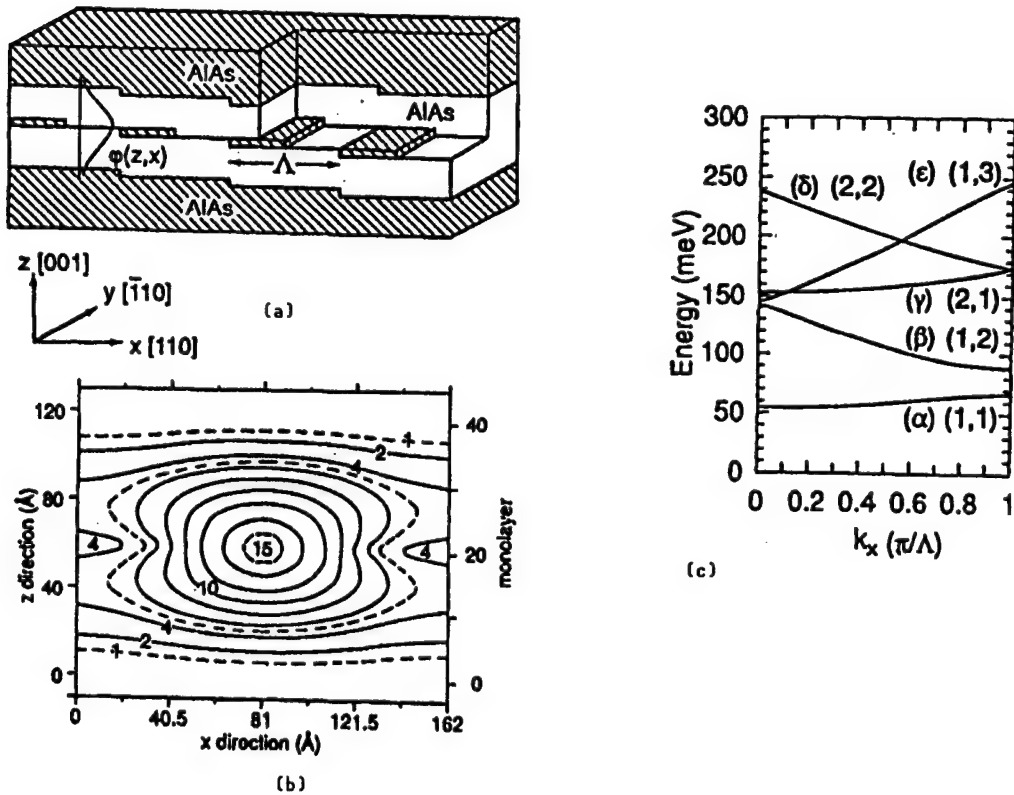 (a)
AlAs
AlAs
Λ
φ(z,x)
AlAs
z [001]
y [1̄10]
x [110]
(a)
120
80
40
0
z direction (Å)
40
20
0
monolayer
1
2
4
4
15
4
10
4
2
1
0
40.5
81
121.5
162
x direction (Å)
(b)
300
250
200
150
100
50
0
Energy (meV)
(ε) (1,3)
(δ) (2,2)
(γ) (2,1)
(β) (1,2)
(α) (1,1)
0
0.2
0.4
0.6
0.8
1
kₓ (π/Λ)
(c)